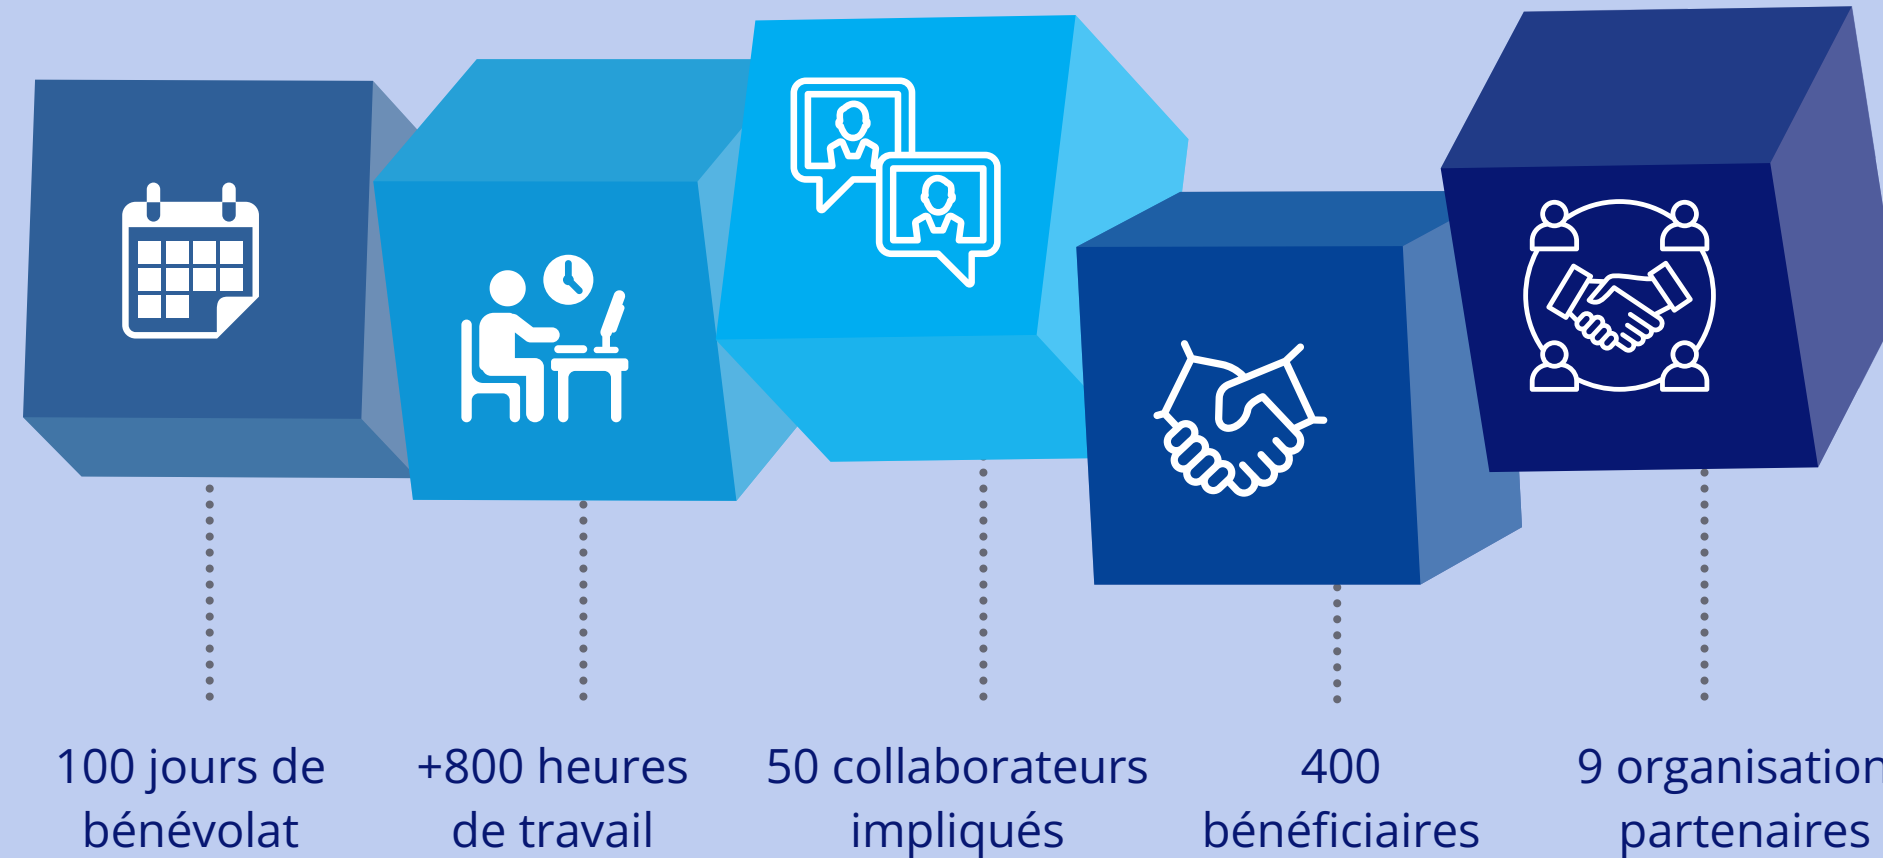 100 jours de
bénévolat
+800 heures
de travail
50 collaborateurs
impliqués
400
bénéficiaires
9 organisation
partenaires